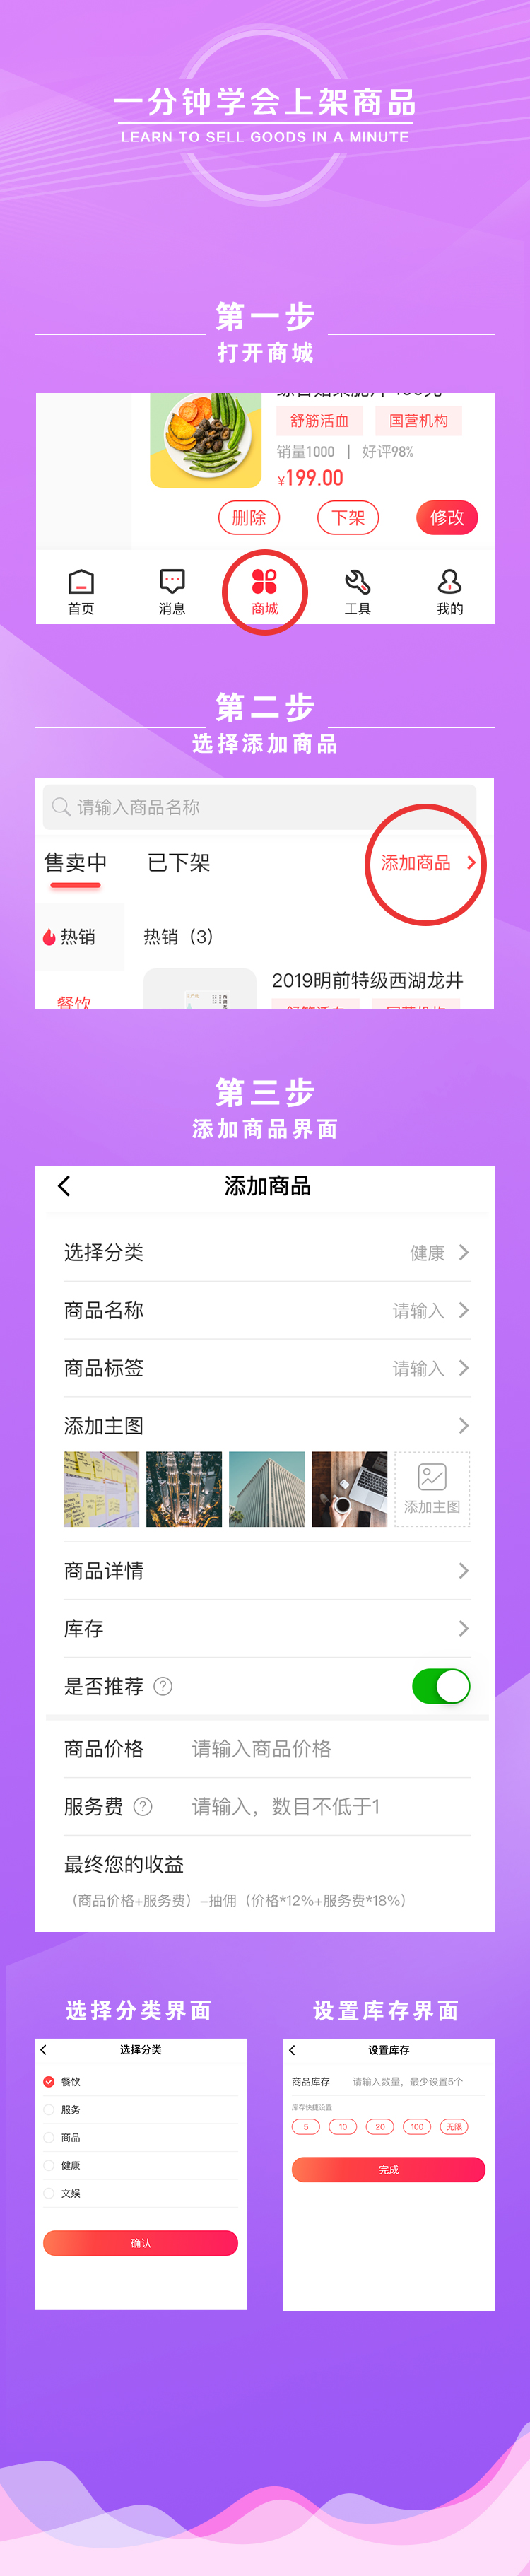 一分钟学会上架商品
LEARN TO SELL GOODS IN A MINUTE
第一步
打开商城
舒筋活血 国营机构
销量1000 | 好评98%
¥199.00
删除 下架 修改
首页 消息 商城 工具 我的
第二步
选择添加商品
请输入商品名称
售卖中 已下架 添加商品
热销 热销（3）
2019明前特级西湖龙井
餐饮
第三步
添加商品界面
添加商品
选择分类 健康
商品名称 请输入
商品标签 请输入
添加主图
添加主图
商品详情
库存
是否推荐 ?
商品价格 请输入商品价格
服务费 ? 请输入，数目不低于1
最终您的收益
（商品价格+服务费）-抽佣（价格*12%+服务费*18%）
选择分类界面
选择分类
餐饮
服务
商品
健康
文娱
确认
设置库存界面
设置库存
商品库存 请输入数量，最少设置5个
库存快捷设置
5 10 20 100 无限
完成